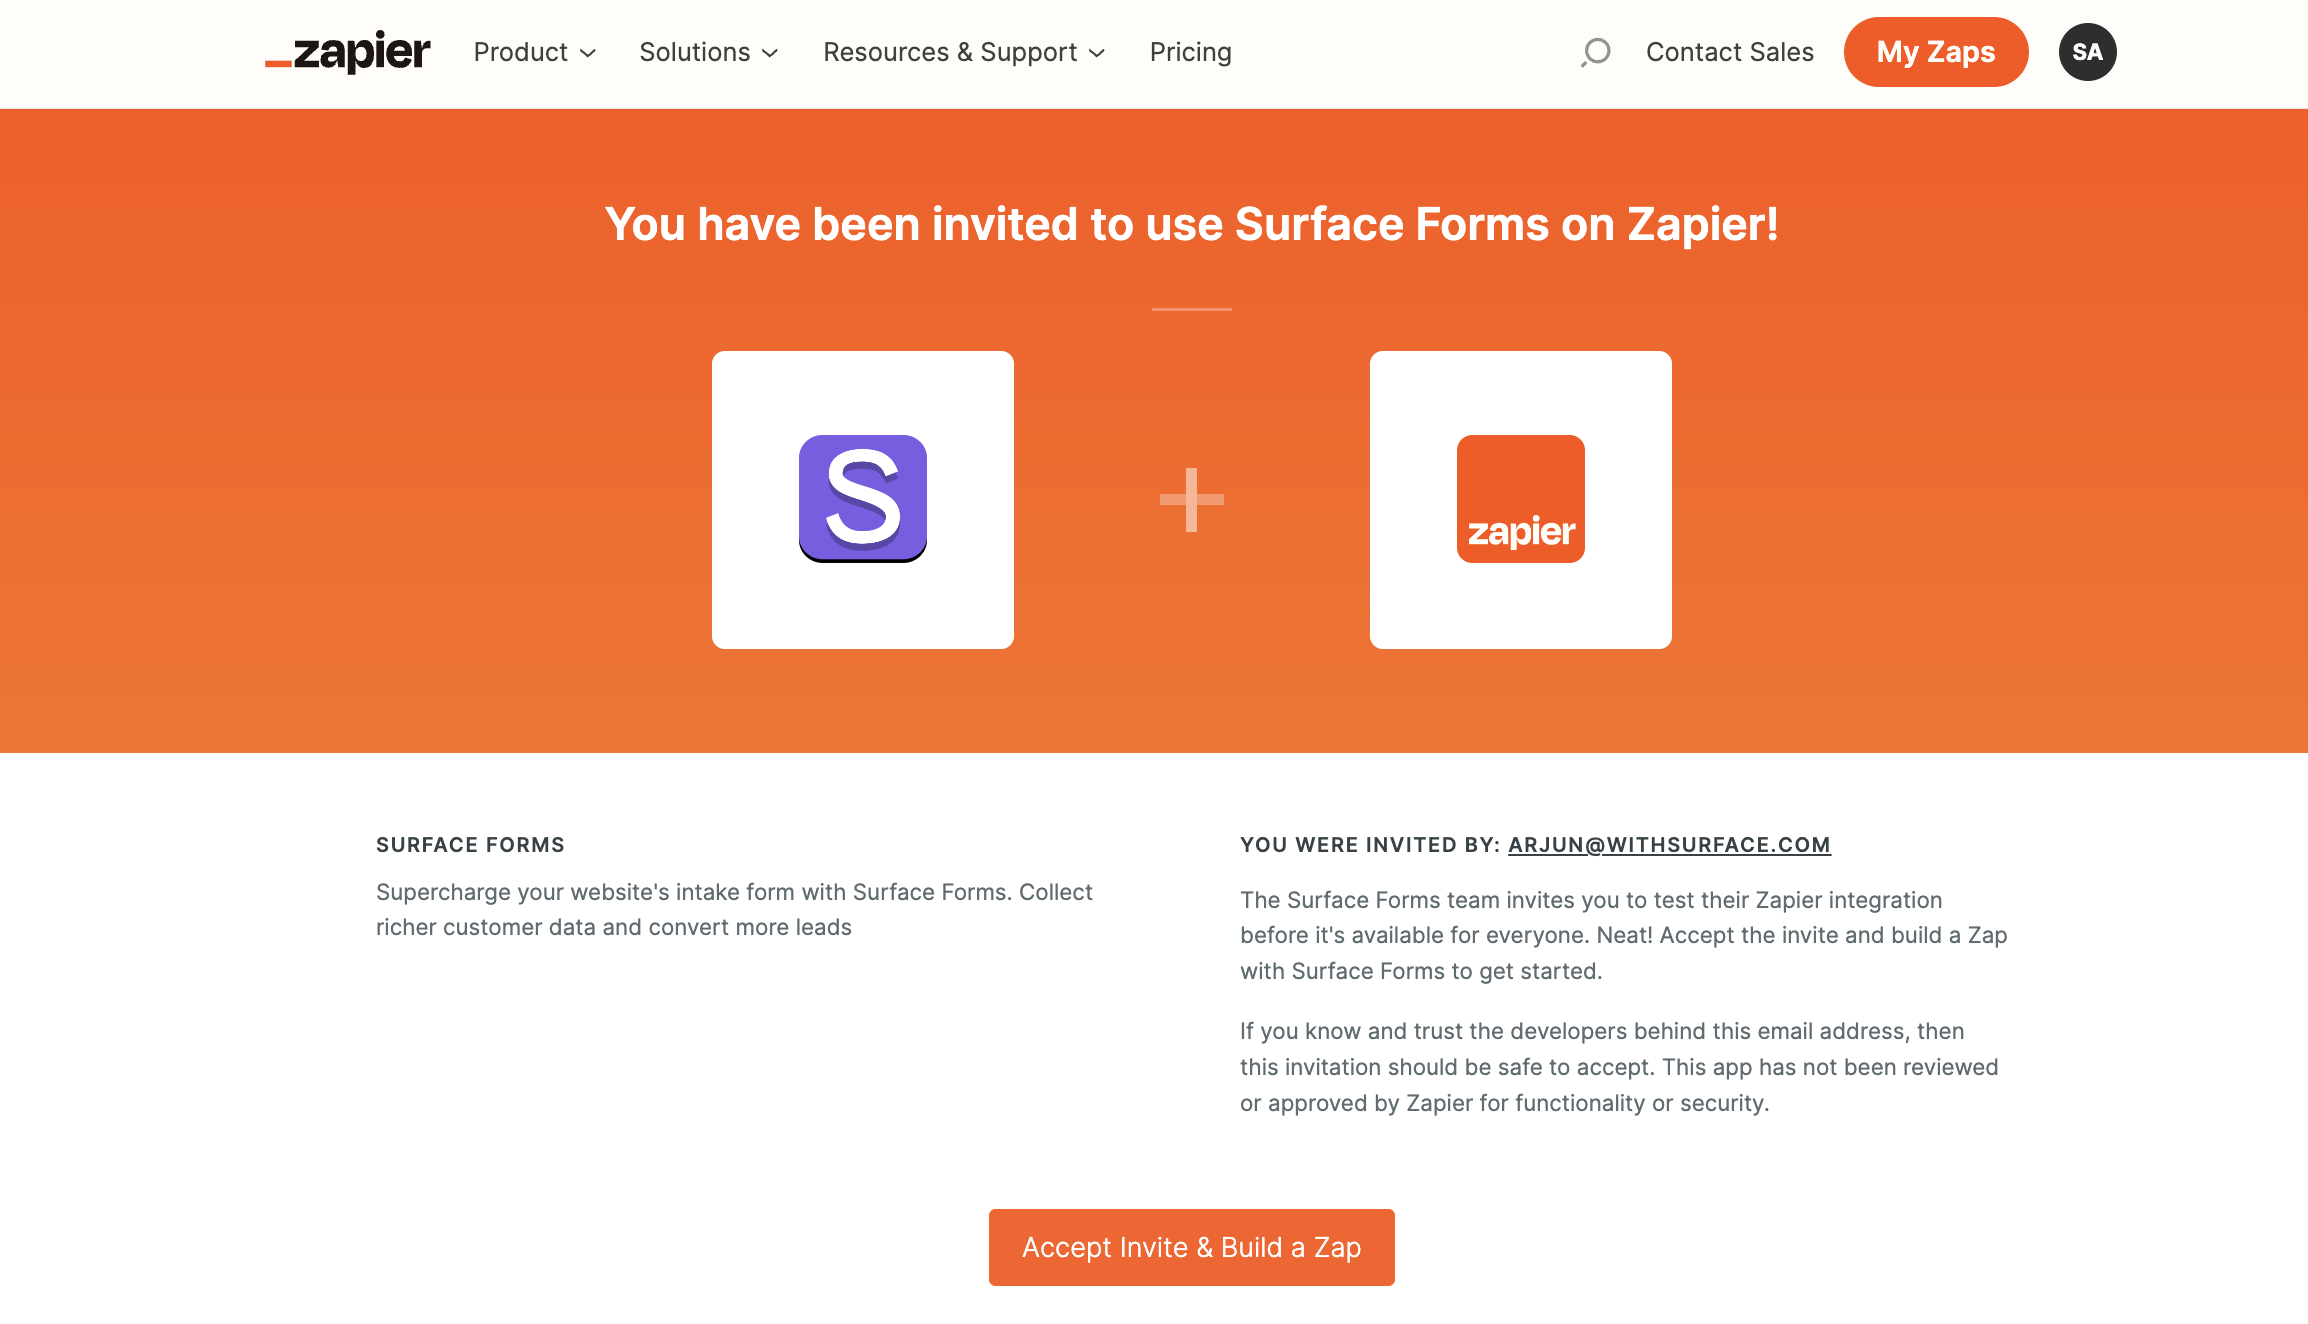 zapier
Product
Solutions
Resources & Support
Pricing
Contact Sales
My Zaps
SA
You have been invited to use Surface Forms on Zapier!
S
zapier
SURFACE FORMS
Supercharge your website's intake form with Surface Forms. Collect
richer customer data and convert more leads
YOU WERE INVITED BY: ARJUN@WITHSURFACE.COM
The Surface Forms team invites you to test their Zapier integration
before it's available for everyone. Neat! Accept the invite and build a Zap
with Surface Forms to get started.
If you know and trust the developers behind this email address, then
this invitation should be safe to accept. This app has not been reviewed
or approved by Zapier for functionality or security.
Accept Invite & Build a Zap